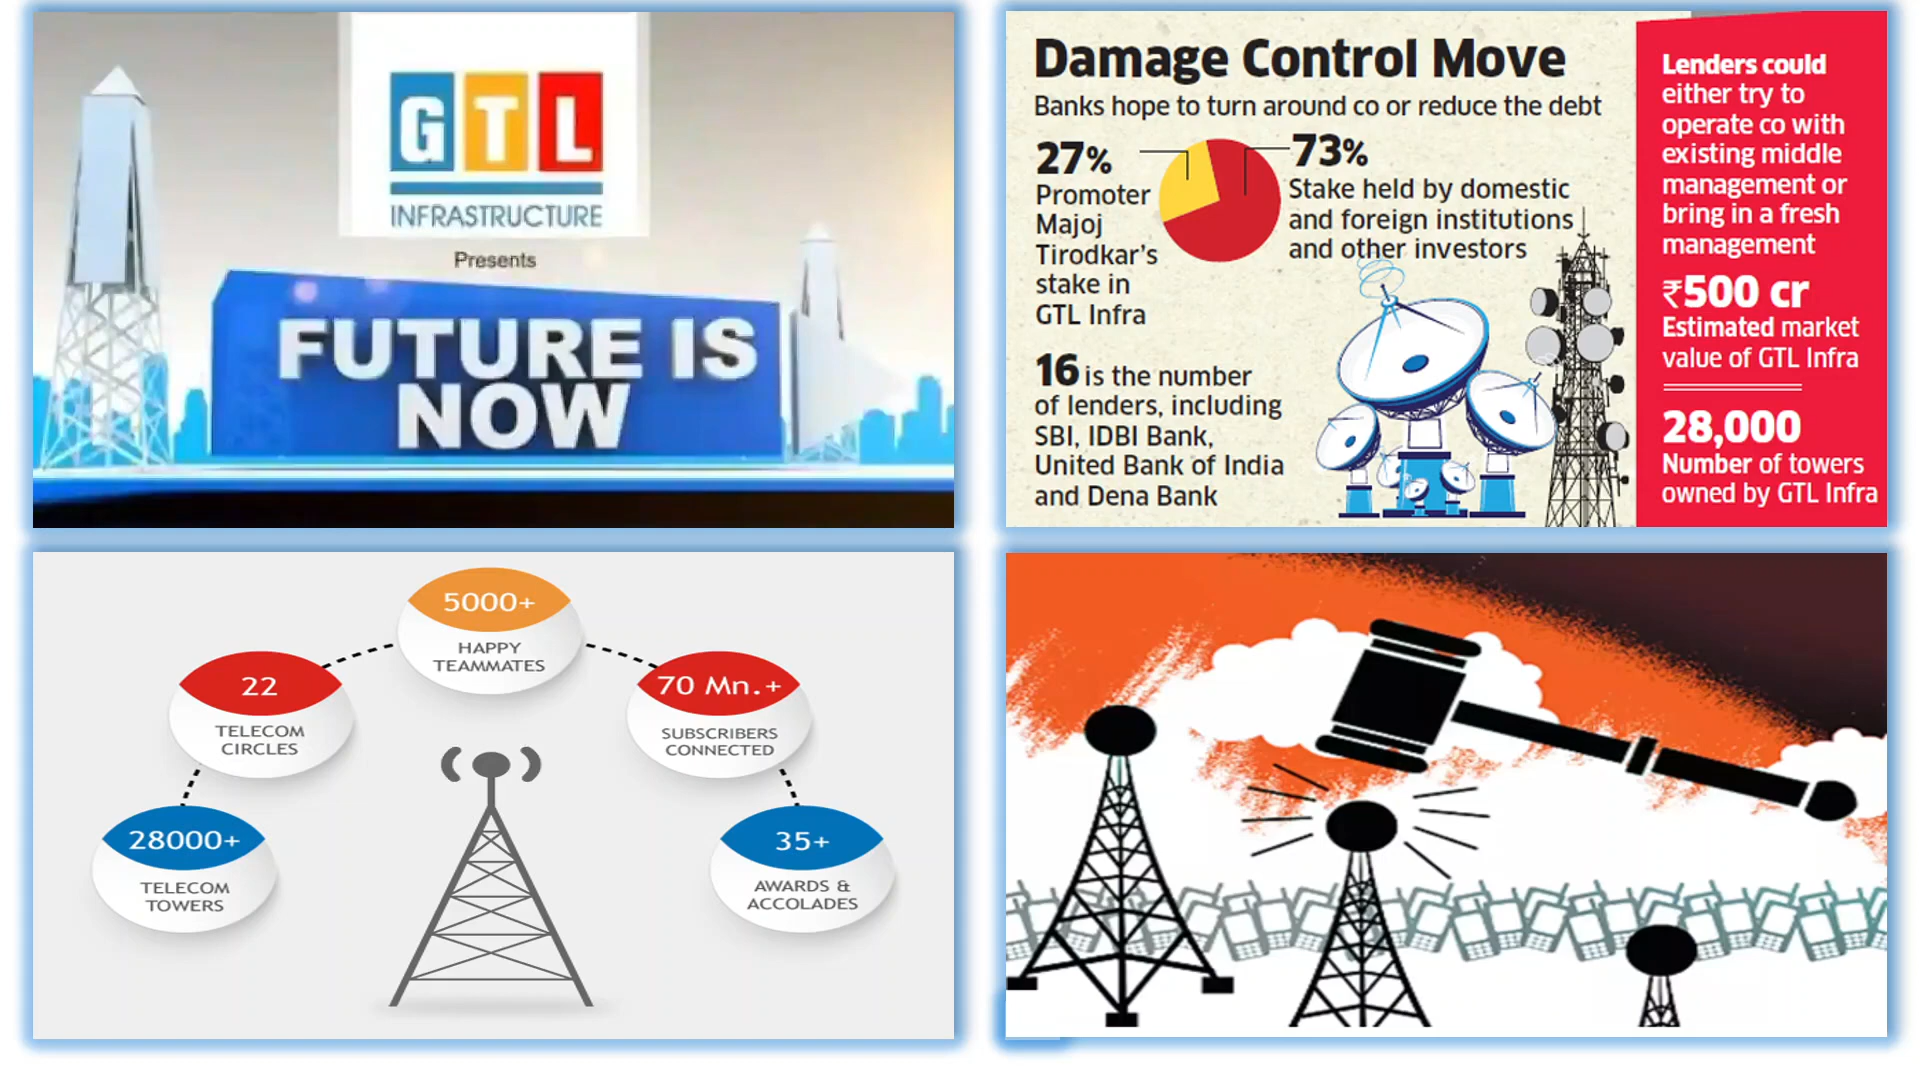 GTL
INFRASTRUCTURE
Presents
FUTURE IS
NOW
Damage Control Move
Banks hope to turn around co or reduce the debt
27%
Promoter
Majoj
Tirodkar's
stake in
GTL Infra
73%
Stake held by domestic
and foreign institutions
and other investors
16 is the number
of lenders, including
SBI, IDBI Bank,
United Bank of India
and Dena Bank
Lenders could
either try to
operate co with
existing middle
management or
bring in a fresh
management
₹500 cr
Estimated market
value of GTL Infra
28,000
Number of towers
owned by GTL Infra
5000+
HAPPY
TEAMMATES
22
TELECOM
CIRCLES
70 Mn.+
SUBSCRIBERS
CONNECTED
28000+
TELECOM
TOWERS
35+
AWARDS &
ACCOLADES